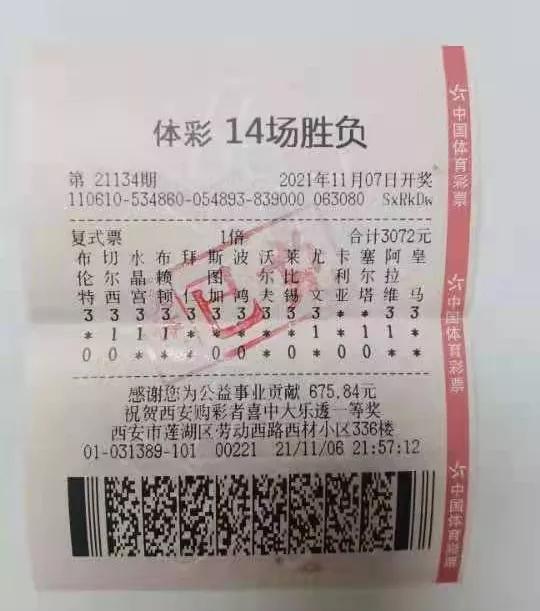 体彩 14场胜负
第 21134期 2021年11月07日开奖
110610-534860-054893-839000 063080 SxRkDw
复式票 1倍 合计3072元
布 切 水 布 拜 斯 波 沃 莱 尤 卡 塞 阿 皇
伦 尔 晶 赖 图 尔 比 利 尔 拉
特 西 宫 顿 仁 加 鸿 夫 锡 文 亚 塔 维 马
3 3 3 3 3 3 3 3 3 3 * * 3 3
* 1 1 1 * * * * * 1 * 1 1 *
0 0 * * * * * 0 * 0 0 0 * *
感谢您为公益事业贡献 675.84元
祝贺西安购彩者喜中大乐透一等奖
西安市莲湖区劳动西路西材小区336楼
01-031389-101 00221 21/11/06 21:57:12
中国体育彩票
中国体育彩票
中国体育彩票